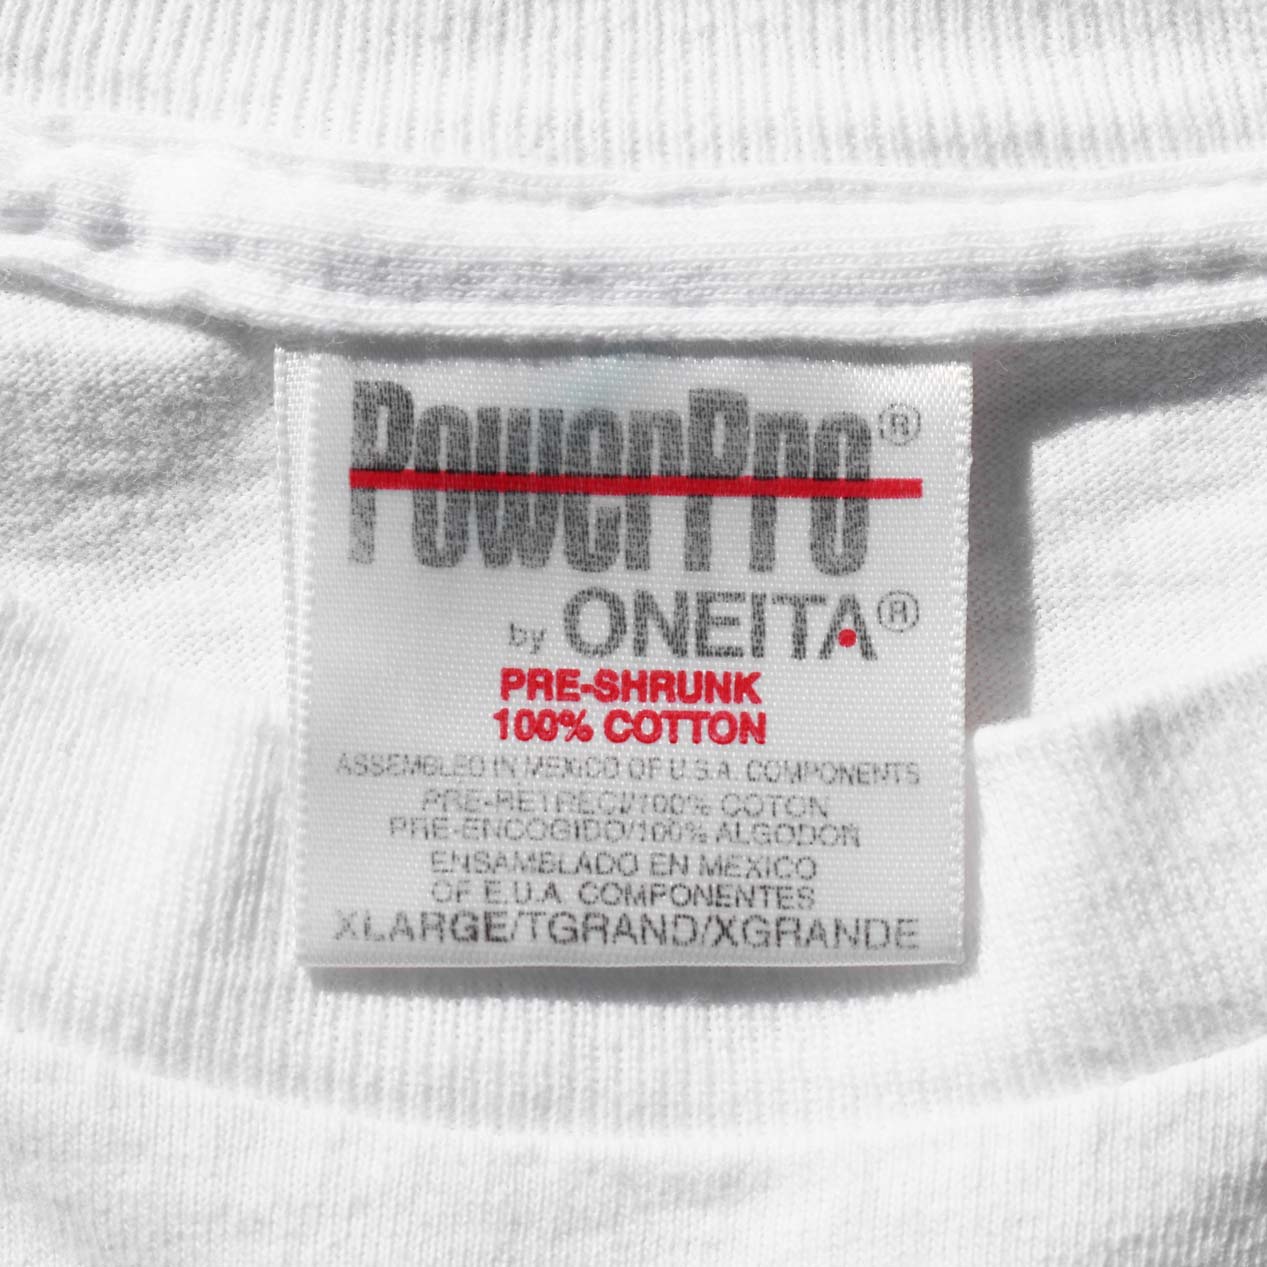 PowerPro®
by ONEITA®
PRE-SHRUNK
100% COTTON
ASSEMBLED IN MEXICO OF U.S.A. COMPONENTS
PRE-RETRECI/100% COTON
PRE-ENCOGIDO/100% ALGODON
ENSAMBLADO EN MEXICO
OF E.U.A. COMPONENTES
XLARGE/TGRAND/XGRANDE